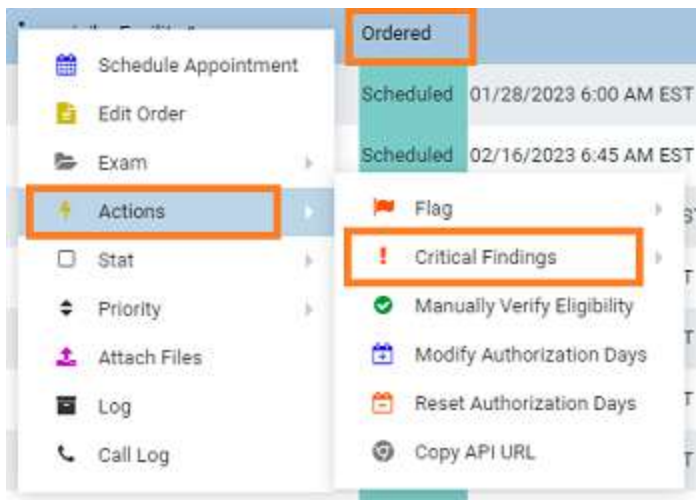 Ordered
Schedule Appointment
Scheduled 01/28/2023 6:00 AM EST
Edit Order
Exam
Scheduled 02/16/2023 6:45 AM EST
Actions
Flag
Stat
Critical Findings
Priority
Manually Verify Eligibility
Attach Files
Modify Authorization Days
Log
Reset Authorization Days
Call Log
Copy API URL